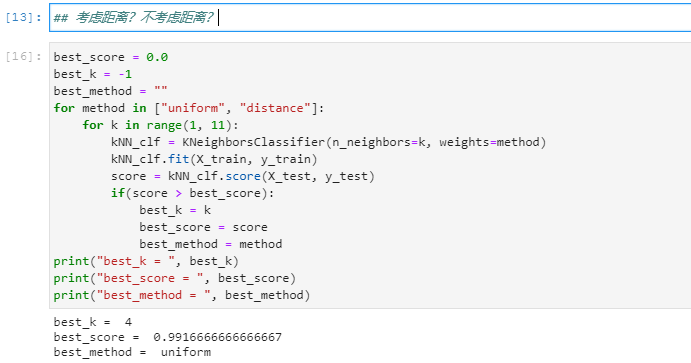 [13]: ## 考虑距离？不考虑距离？
[16]: best_score = 0.0
best_k = -1
best_method = ""
for method in ["uniform", "distance"]:
    for k in range(1, 11):
        kNN_clf = KNeighborsClassifier(n_neighbors=k, weights=method)
        kNN_clf.fit(X_train, y_train)
        score = kNN_clf.score(X_test, y_test)
        if(score > best_score):
            best_k = k
            best_score = score
            best_method = method
print("best_k = ", best_k)
print("best_score = ", best_score)
print("best_method = ", best_method)
best_k =  4
best_score =  0.9916666666666667
best_method =  uniform